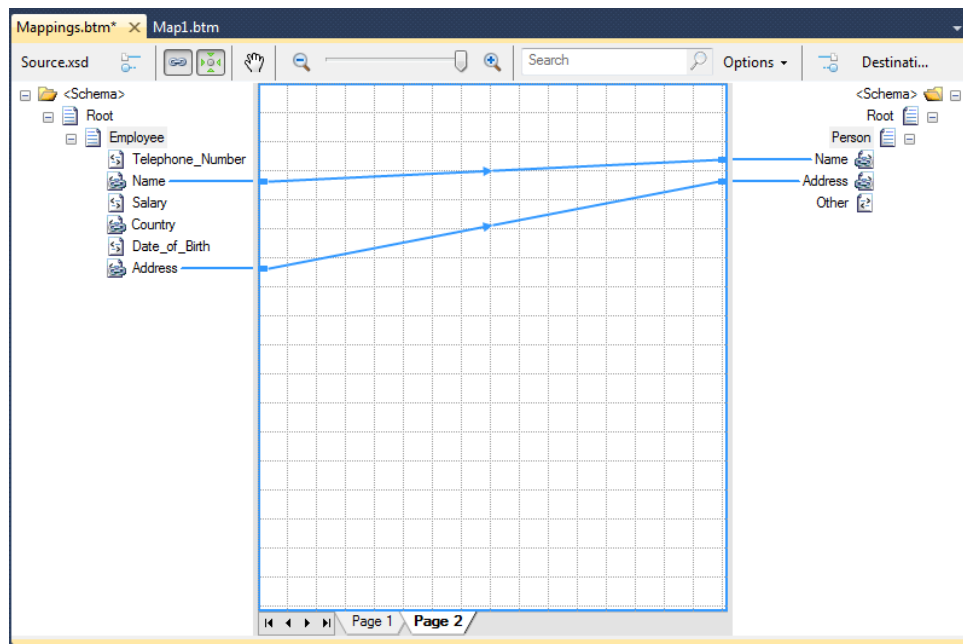 Mappings.btm* Map1.btm
Source.xsd Search Options Destinati...
<Schema> <Schema>
Root Root
Employee Person
Telephone_Number Name
Name Address
Salary Other
Country
Date_of_Birth
Address
Page 1 Page 2